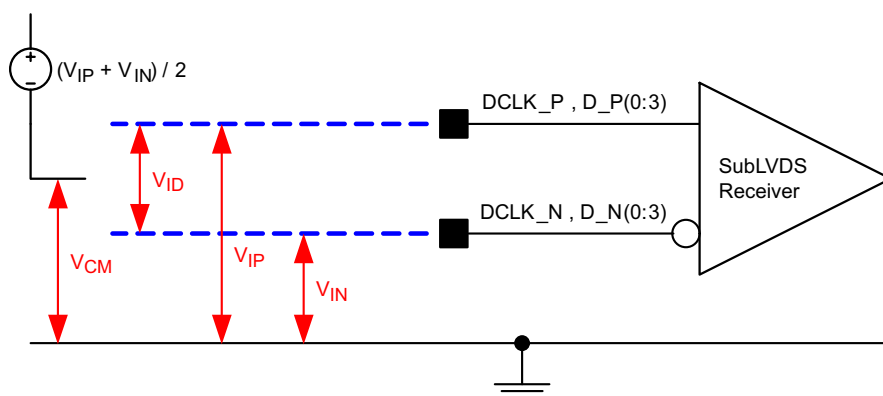 +
−
(VIP + VIN) / 2
DCLK_P , D_P(0:3)
SubLVDS
Receiver
VID
DCLK_N , D_N(0:3)
VCM
VIP
VIN